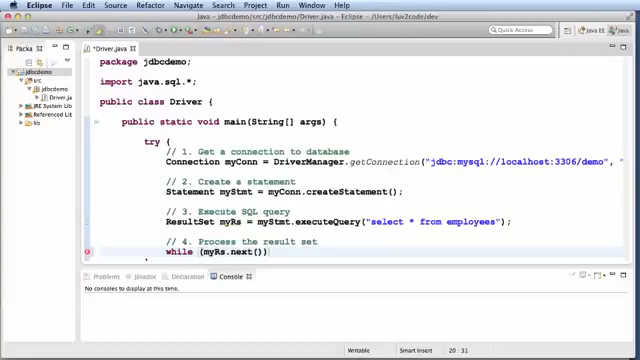 Eclipse File Edit Source Refactor Navigate Search Project Run Window Help
Java - jdbcdemo/src/jdbcdemo/Driver.java - Eclipse - /Users/luv2code/dev
Quick Access
Java EE Java
Packa
*Driver.java
jdbcdemo
src
jdbcdemo
Driver.ja
JRE System Lib
Referenced Lib
lib
package jdbcdemo;
import java.sql.*;
public class Driver {
public static void main(String[] args) {
try {
// 1. Get a connection to database
Connection myConn = DriverManager.getConnection("jdbc:mysql://localhost:3306/demo", "
// 2. Create a statement
Statement myStmt = myConn.createStatement();
// 3. Execute SQL query
ResultSet myRs = myStmt.executeQuery("select * from employees");
// 4. Process the result set
while (myRs.next())
Problems Javadoc Declaration Console
No consoles to display at this time.
Writable Smart Insert 20 : 31